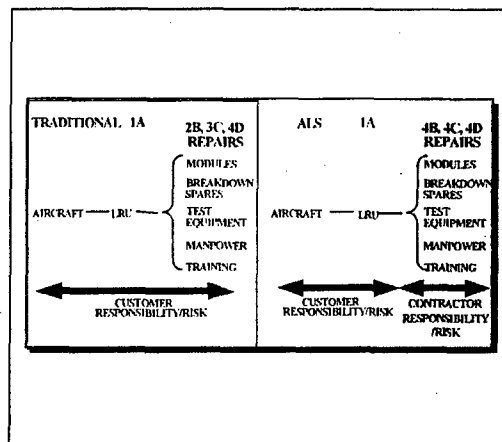 TRADITIONAL 1A
2B, 3C, 4D
REPAIRS
MODULES
BREAKDOWN
SPARES
AIRCRAFT LRU TEST
EQUIPMENT
MANPOWER
TRAINING
CUSTOMER
RESPONSIBILITY/RISK
ALS 1A
4B, 4C, 4D
REPAIRS
MODULES
BREAKDOWN
SPARES
AIRCRAFT LRU TEST
EQUIPMENT
MANPOWER
TRAINING
CUSTOMER
RESPONSIBILITY/RISK
CONTRACTOR
RESPONSIBILITY
/RISK